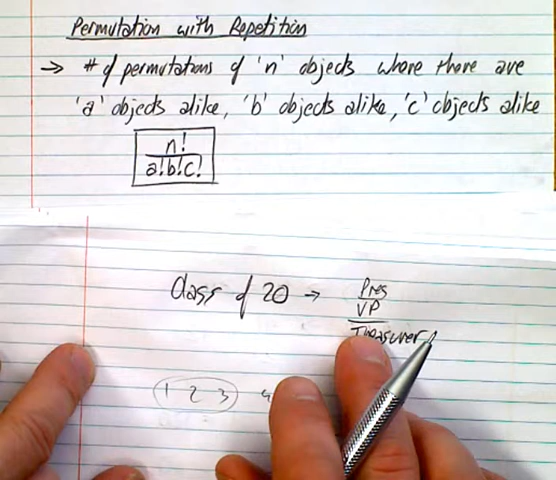 Permutation with Repetition
→ # of permutations of 'n' objects where there are
'a' objects alike, 'b' objects alike, 'c' objects alike
n!
a!b!c!
Class of 20 → Pres
VP
Treasurer
1 2 3 4